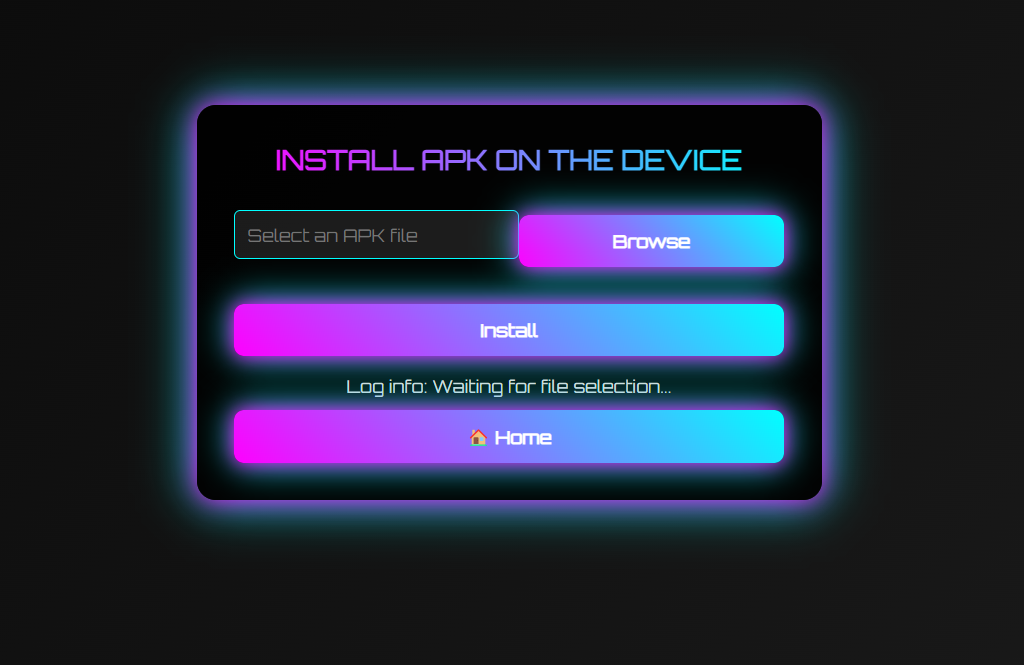 INSTALL APK ON THE DEVICE
Select an APK file
Browse
Install
Log info: Waiting for file selection...
🏠 Home